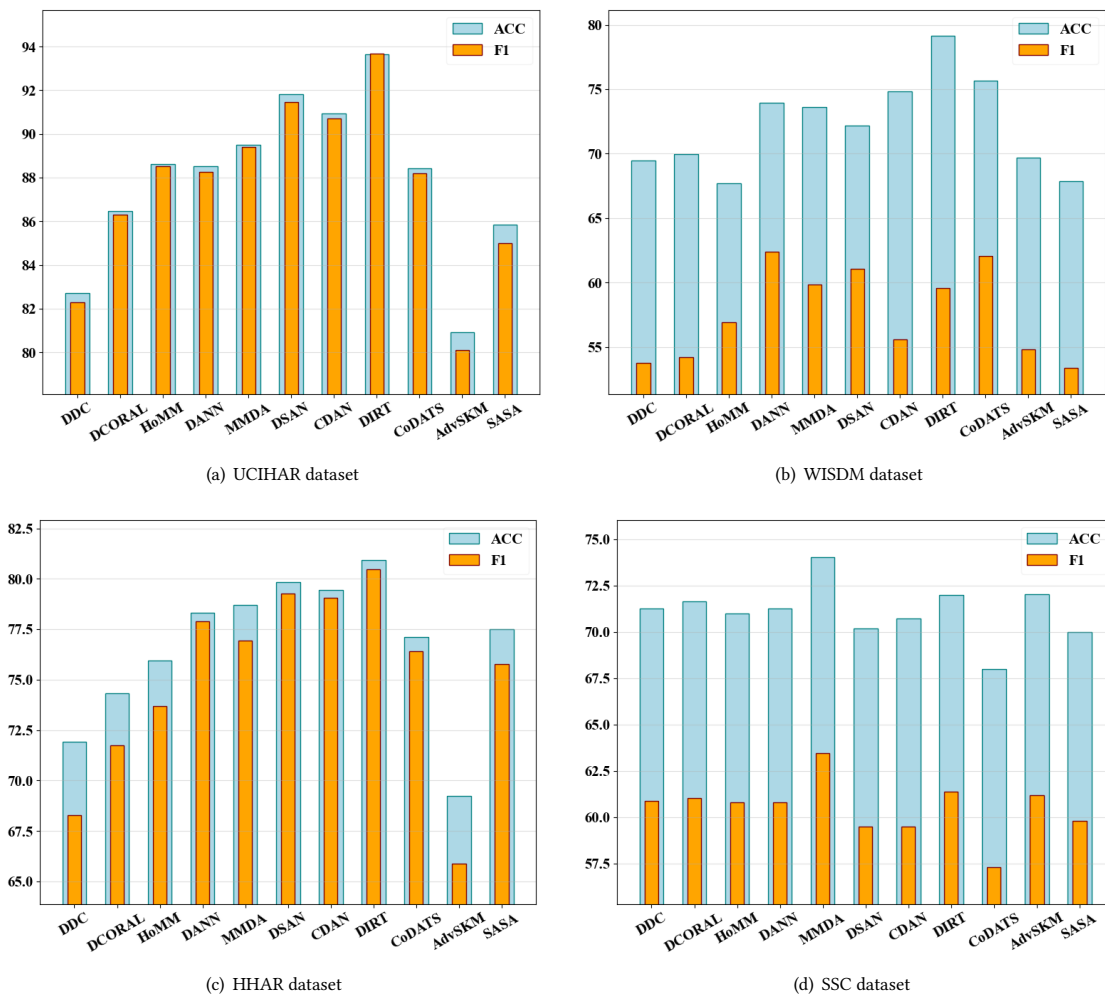 94
92
90
88
86
84
82
80
ACC
F1
DDC
DCORAL
HoMM
DANN
MMDA
DSAN
CDAN
DIRT
CoDATS
AdvSKM
SASA
(a) UCIHAR dataset
80
75
70
65
60
55
ACC
F1
DDC
DCORAL
HoMM
DANN
MMDA
DSAN
CDAN
DIRT
CoDATS
AdvSKM
SASA
(b) WISDM dataset
82.5
80.0
77.5
75.0
72.5
70.0
67.5
65.0
ACC
F1
DDC
DCORAL
HoMM
DANN
MMDA
DSAN
CDAN
DIRT
CoDATS
AdvSKM
SASA
(c) HHAR dataset
75.0
72.5
70.0
67.5
65.0
62.5
60.0
57.5
ACC
F1
DDC
DCORAL
HoMM
DANN
MMDA
DSAN
CDAN
DIRT
CoDATS
AdvSKM
SASA
(d) SSC dataset